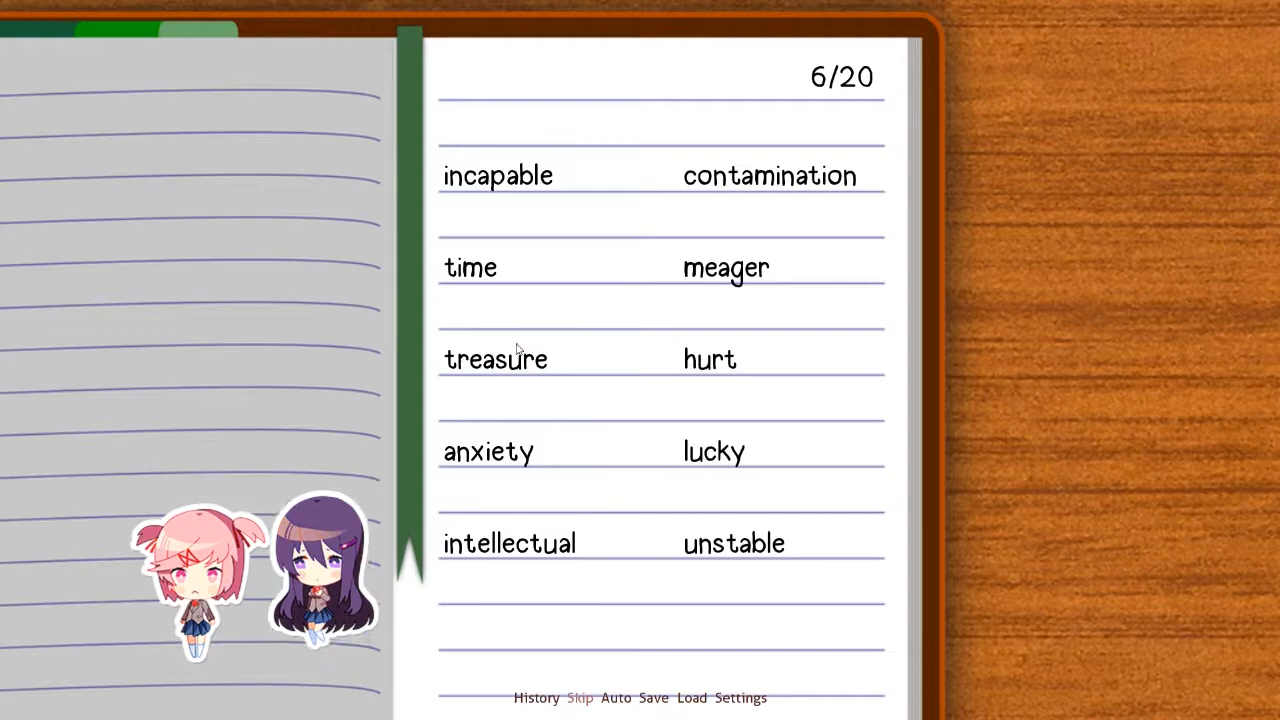 6/20
incapable contamination
time meager
treasure hurt
anxiety lucky
intellectual unstable
History Skip Auto Save Load Settings